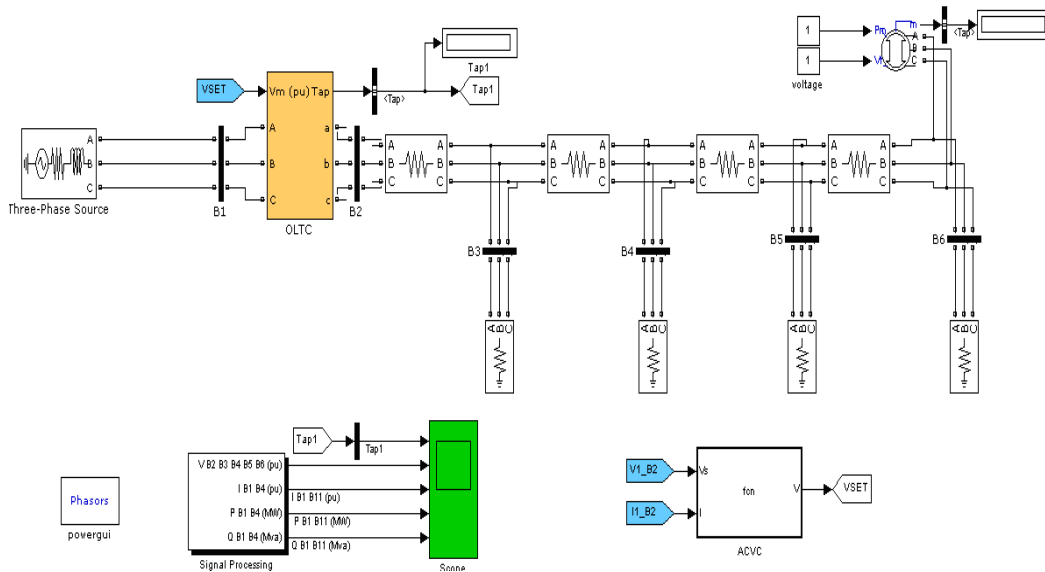 1
Pm
m
A
B
C
<Tap>
1
Vf
voltage
Tap1
VSET
Vm (pu)
Tap
<Tap>
Tap1
A
B
C
Three-Phase Source
B1
A
B
C
a
b
c
OLTC
B2
A
B
C
A
B
C
A
B
C
A
B
C
A
B
C
A
B
C
A
B
C
A
B
C
B3
B4
B5
B6
A B C
A B C
A B C
A B C
Tap1
Tap1
V B2 B3 B4 B5 B6 (pu)
I B1 B4 (pu)
I B1 B11 (pu)
P B1 B4 (MW)
P B1 B11 (MW)
Q B1 B4 (Mva)
Q B1 B11 (Mva)
Signal Processing
Scope
Phasors
powergui
V1_B2
I1_B2
Vs
I
fcn
V
VSET
ACVC